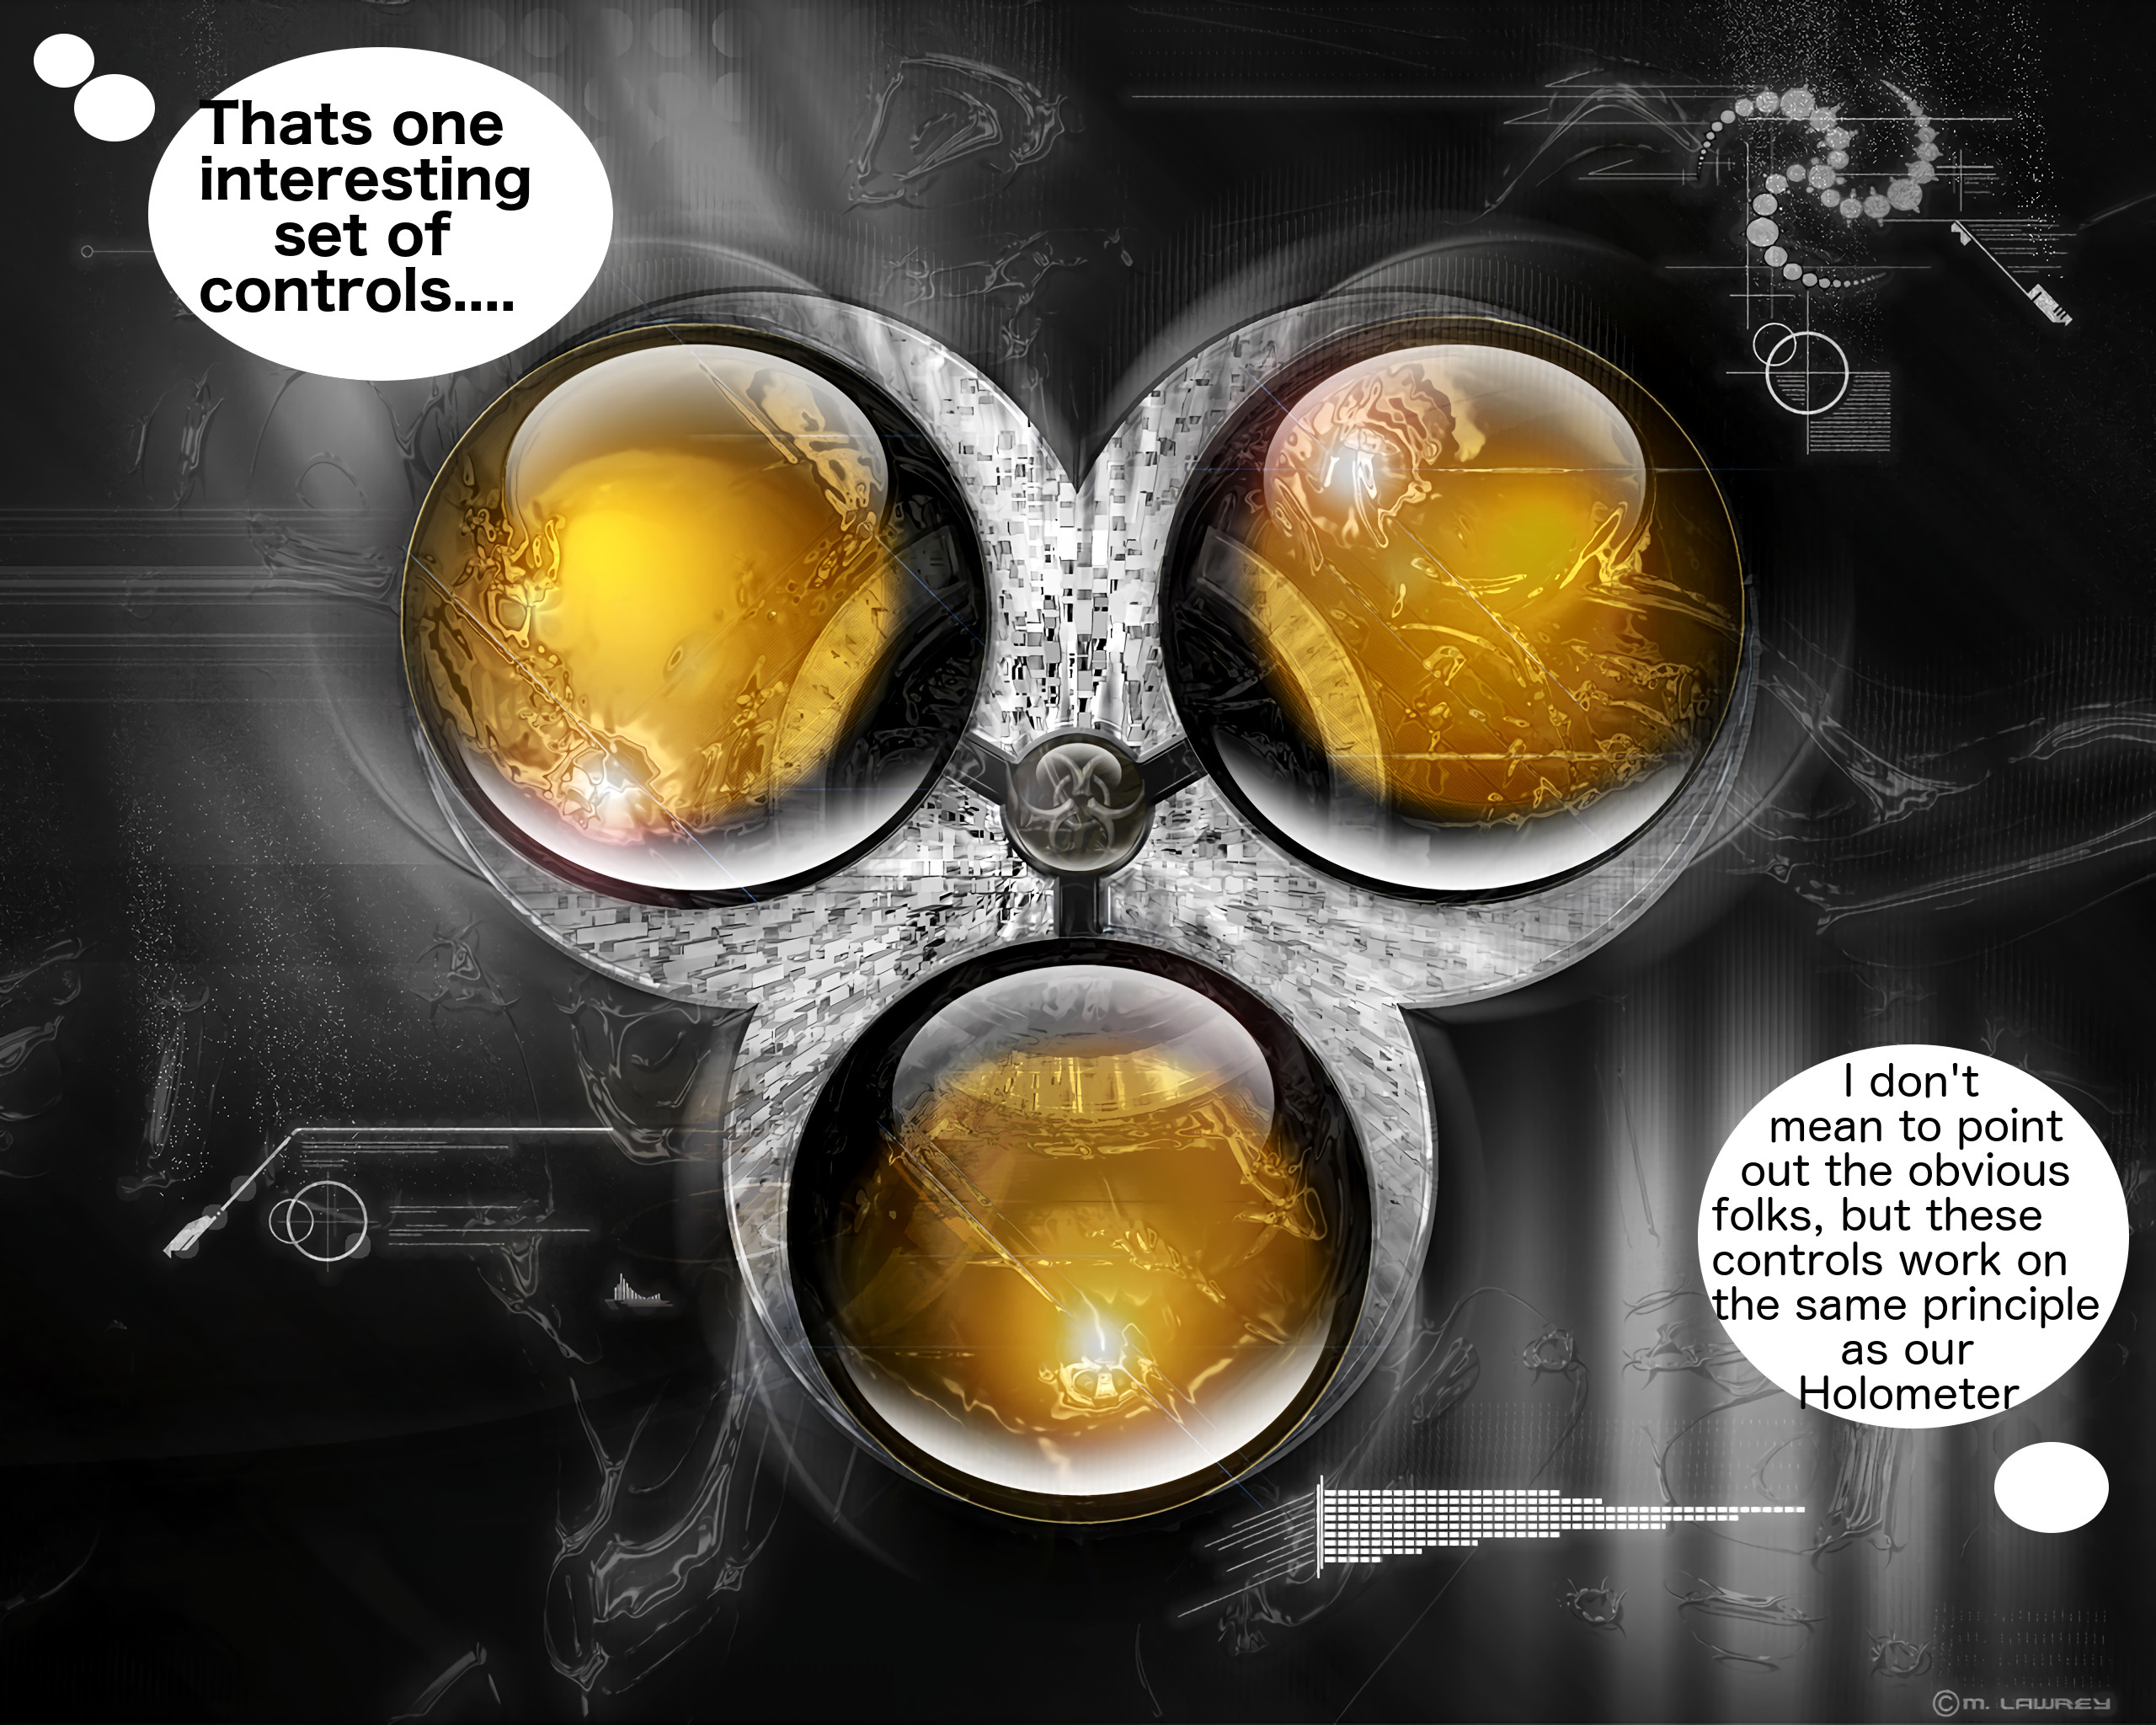 Thats one
interesting
set of
controls....
I don't
mean to point
out the obvious
folks, but these
controls work on
the same principle
as our
Holometer
©M. LAWREY